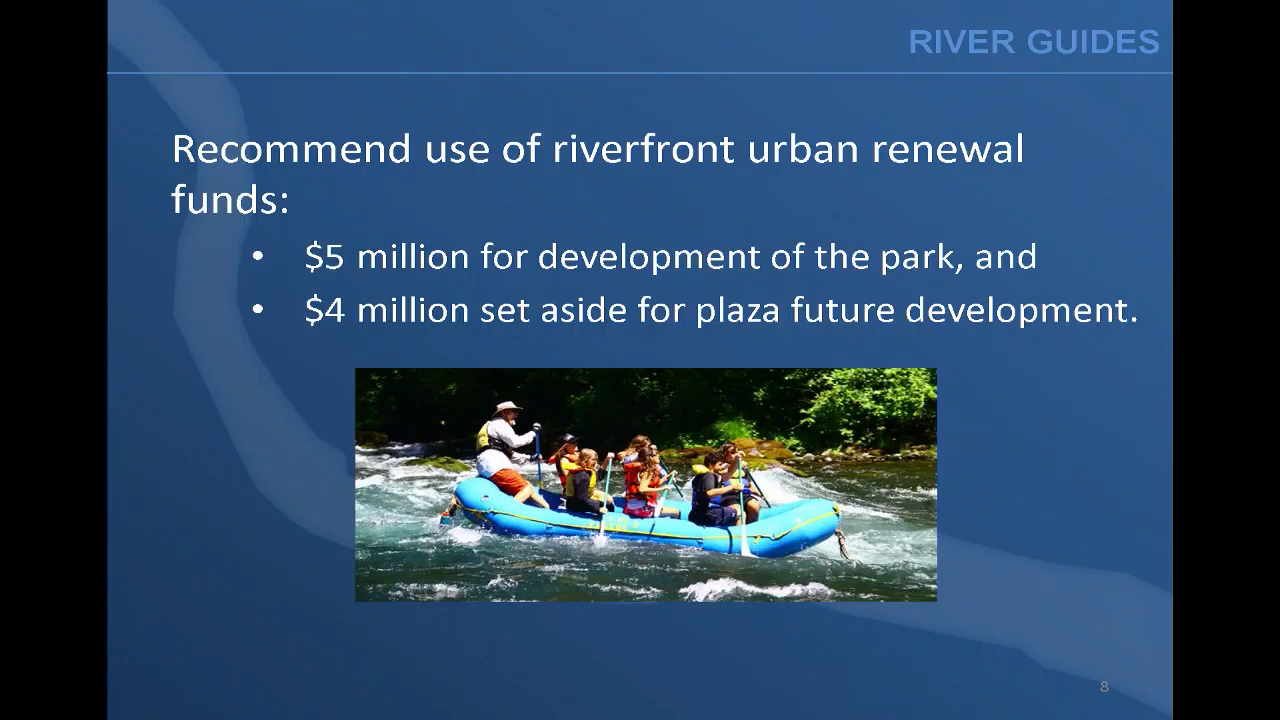 RIVER GUIDES
Recommend use of riverfront urban renewal
funds:
• $5 million for development of the park, and
• $4 million set aside for plaza future development.
8